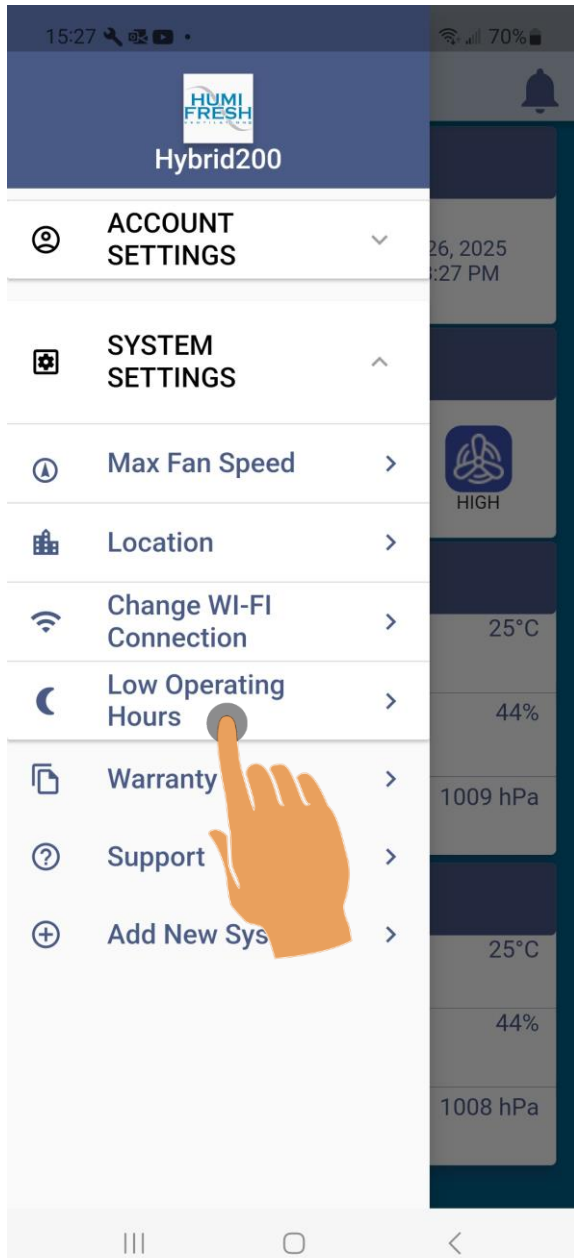 15:27
70%
HUMI
FRESH
VENTILATION
Hybrid200
ACCOUNT
SETTINGS
26, 2025
:27 PM
SYSTEM
SETTINGS
Max Fan Speed
HIGH
Location
Change WI-FI
Connection
25°C
Low Operating
Hours
44%
Warranty
1009 hPa
Support
Add New Sys
25°C
44%
1008 hPa